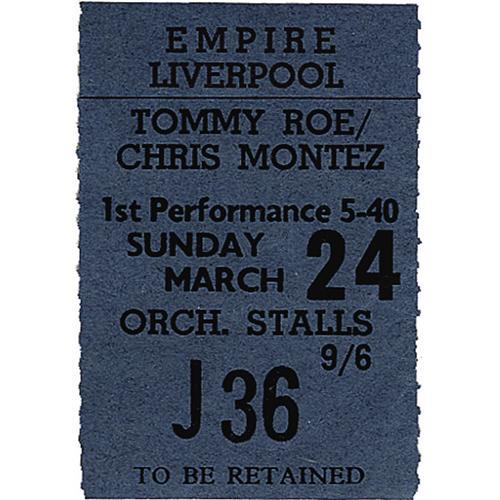 EMPIRE
LIVERPOOL
TOMMY ROE/
CHRIS MONTEZ
1st Performance 5-40
SUNDAY
MARCH 24
ORCH. STALLS
9/6
J 36
TO BE RETAINED